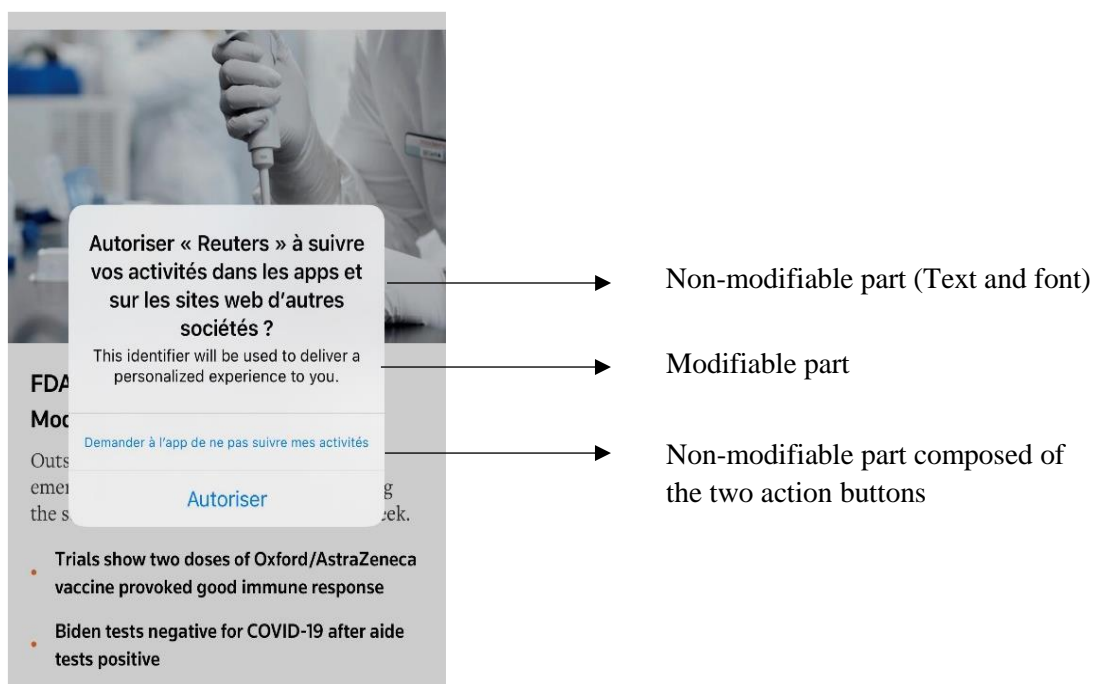 Autoriser « Reuters » à suivre
vos activités dans les apps et
sur les sites web d'autres
sociétés ?
This identifier will be used to deliver a
personalized experience to you.
Demander à l'app de ne pas suivre mes activités
Autoriser
Non-modifiable part (Text and font)
Modifiable part
Non-modifiable part composed of
the two action buttons
FDA
Outs
the s
Trials show two doses of Oxford/AstraZeneca
vaccine provoked good immune response
Biden tests negative for COVID-19 after aide
tests positive